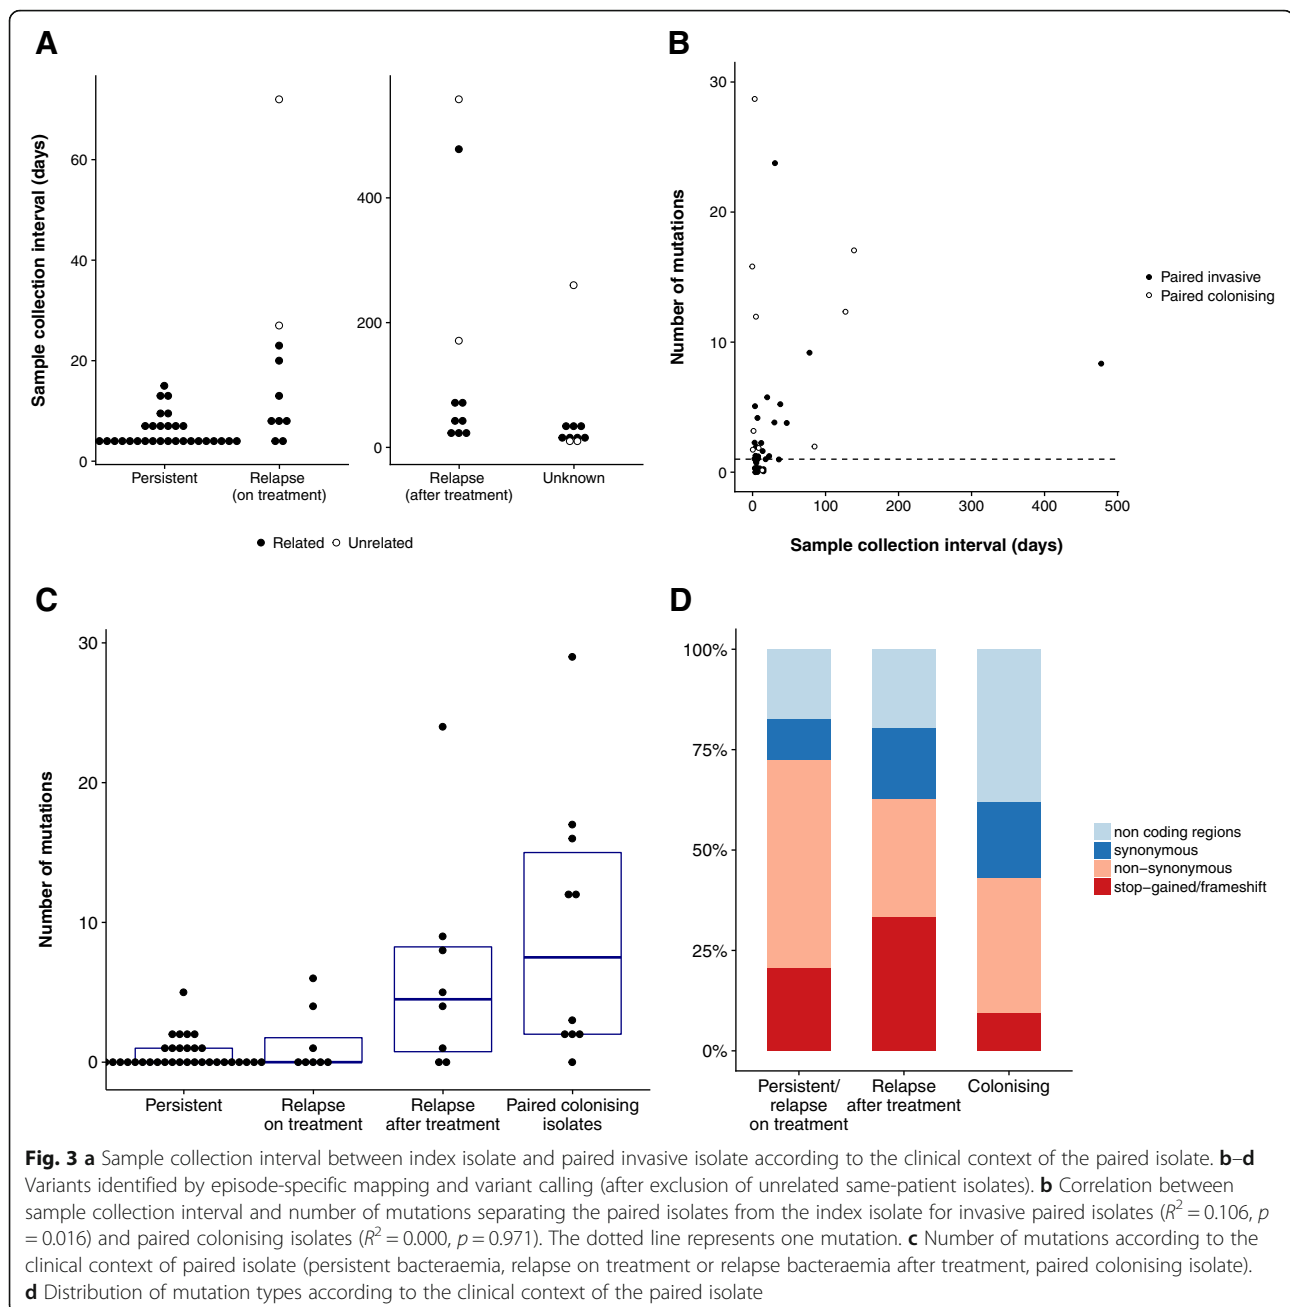 A
Sample collection interval (days)
60
40
20
0
Persistent
Relapse
(on treatment)
400
200
0
Relapse
(after treatment)
Unknown
Related
Unrelated
B
Number of mutations
30
20
10
0
0
100
200
300
400
500
Sample collection interval (days)
Paired invasive
Paired colonising
C
Number of mutations
30
20
10
0
Persistent
Relapse
on treatment
Relapse
after treatment
Paired colonising
isolates
D
100%
75%
50%
25%
0%
Persistent/
relapse
on treatment
Relapse
after treatment
Colonising
non coding regions
synonymous
non-synonymous
stop-gained/frameshift
Fig. 3 a Sample collection interval between index isolate and paired invasive isolate according to the clinical context of the paired isolate. b–d
Variants identified by episode-specific mapping and variant calling (after exclusion of unrelated same-patient isolates). b Correlation between
sample collection interval and number of mutations separating the paired isolates from the index isolate for invasive paired isolates (R² = 0.106, p
= 0.016) and paired colonising isolates (R² = 0.000, p = 0.971). The dotted line represents one mutation. c Number of mutations according to the
clinical context of paired isolate (persistent bacteraemia, relapse on treatment or relapse bacteraemia after treatment, paired colonising isolate).
d Distribution of mutation types according to the clinical context of the paired isolate